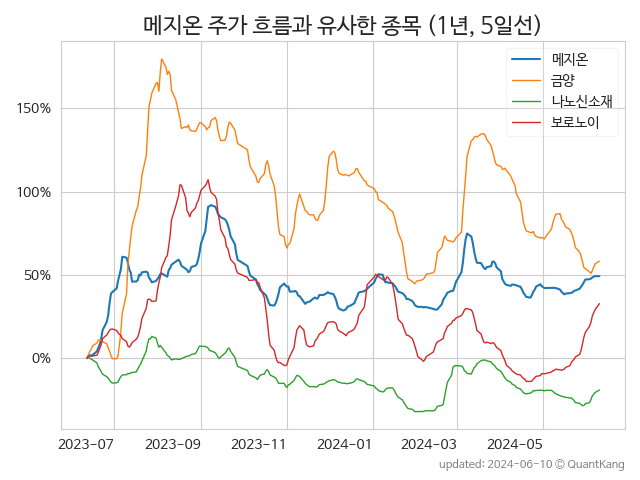 메지온 주가 흐름과 유사한 종목 (1년, 5일선)
메지온
금양
나노신소재
보로노이
150%
100%
50%
0%
2023-07 2023-09 2023-11 2024-01 2024-03 2024-05
updated: 2024-06-10 © QuantKang